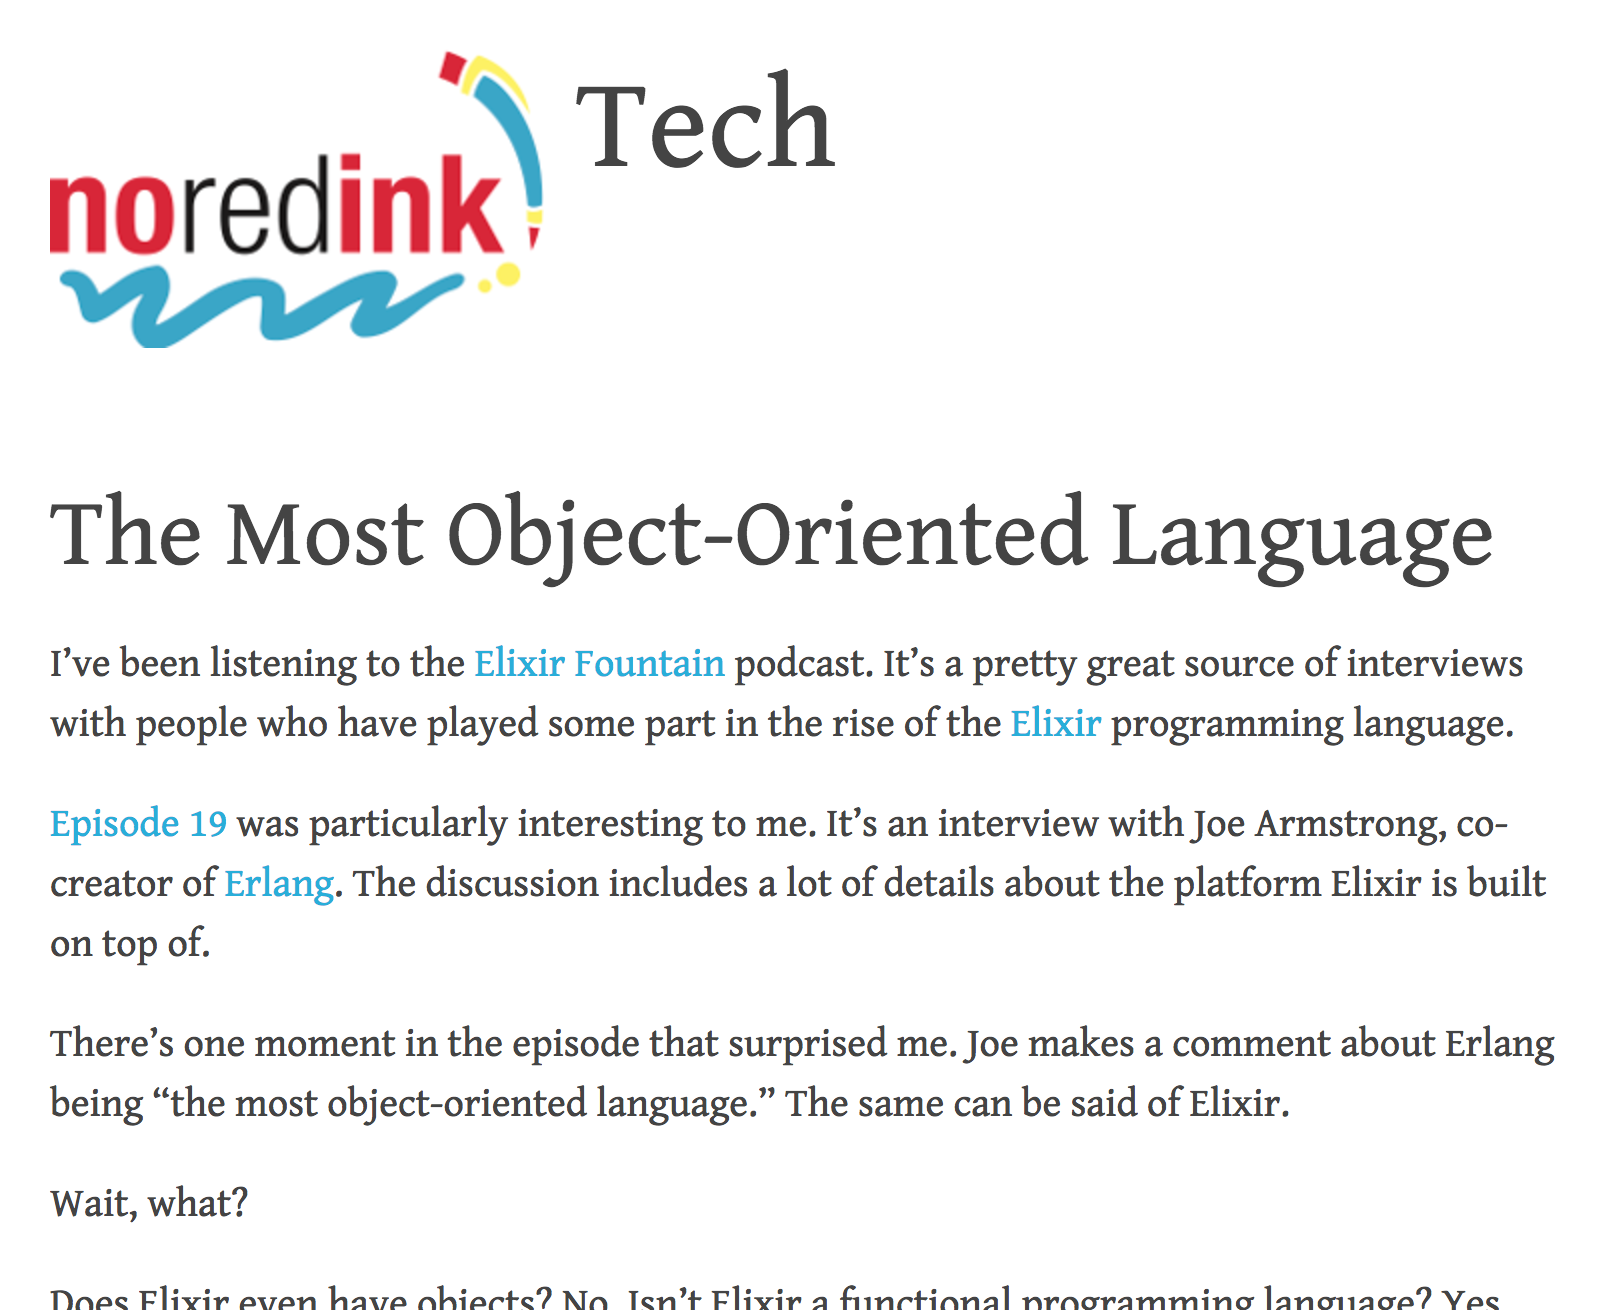 noredink Tech
The Most Object-Oriented Language
I’ve been listening to the Elixir Fountain podcast. It’s a pretty great source of interviews
with people who have played some part in the rise of the Elixir programming language.
Episode 19 was particularly interesting to me. It’s an interview with Joe Armstrong, co-
creator of Erlang. The discussion includes a lot of details about the platform Elixir is built
on top of.
There’s one moment in the episode that surprised me. Joe makes a comment about Erlang
being “the most object-oriented language.” The same can be said of Elixir.
Wait, what?
Does Elixir even have objects? No. Isn’t Elixir a functional programming language? Yes.